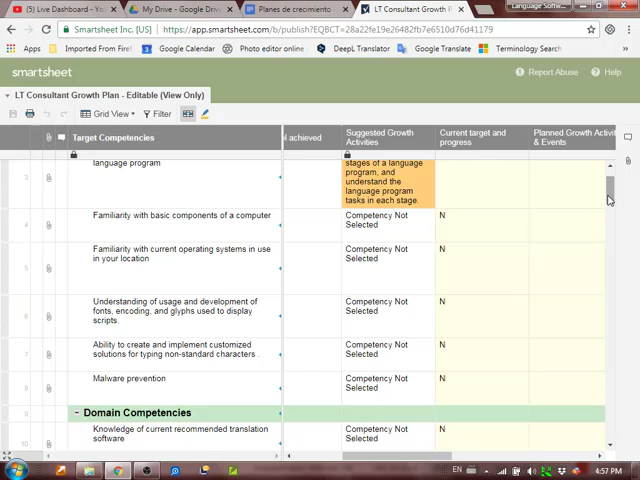 (5) Live Dashboard - Yo
My Drive - Google Drive
Planes de crecimiento -
LT Consultant Growth Pl
Language Softw...
Smartsheet Inc. [US]
https://app.smartsheet.com/b/publish?EQBCT=28a22fe19e26482fb7e6510d76d41179
Apps
Imported From Firef
Google Calendar
Photo editor online
DeepL Translator
Google Translate
Terminology Search
smartsheet
Report Abuse
Help
LT Consultant Growth Plan - Editable (View Only)
Grid View
Filter
Target Competencies
l achieved
Suggested Growth
Activities
Current target and
progress
Planned Growth Activit
& Events
3
language program
stages of a language
program, and
understand the
language program
tasks in each stage.
4
Familiarity with basic components of a computer
Competency Not
Selected
N
5
Familiarity with current operating systems in use
in your location
Competency Not
Selected
N
6
Understanding of usage and development of
fonts, encoding, and glyphs used to display
scripts.
Competency Not
Selected
N
7
Ability to create and implement customized
solutions for typing non-standard characters .
Competency Not
Selected
N
8
Malware prevention
Competency Not
Selected
N
9
Domain Competencies
10
Knowledge of current recommended translation
software
Competency Not
Selected
N
EN
4:57 PM